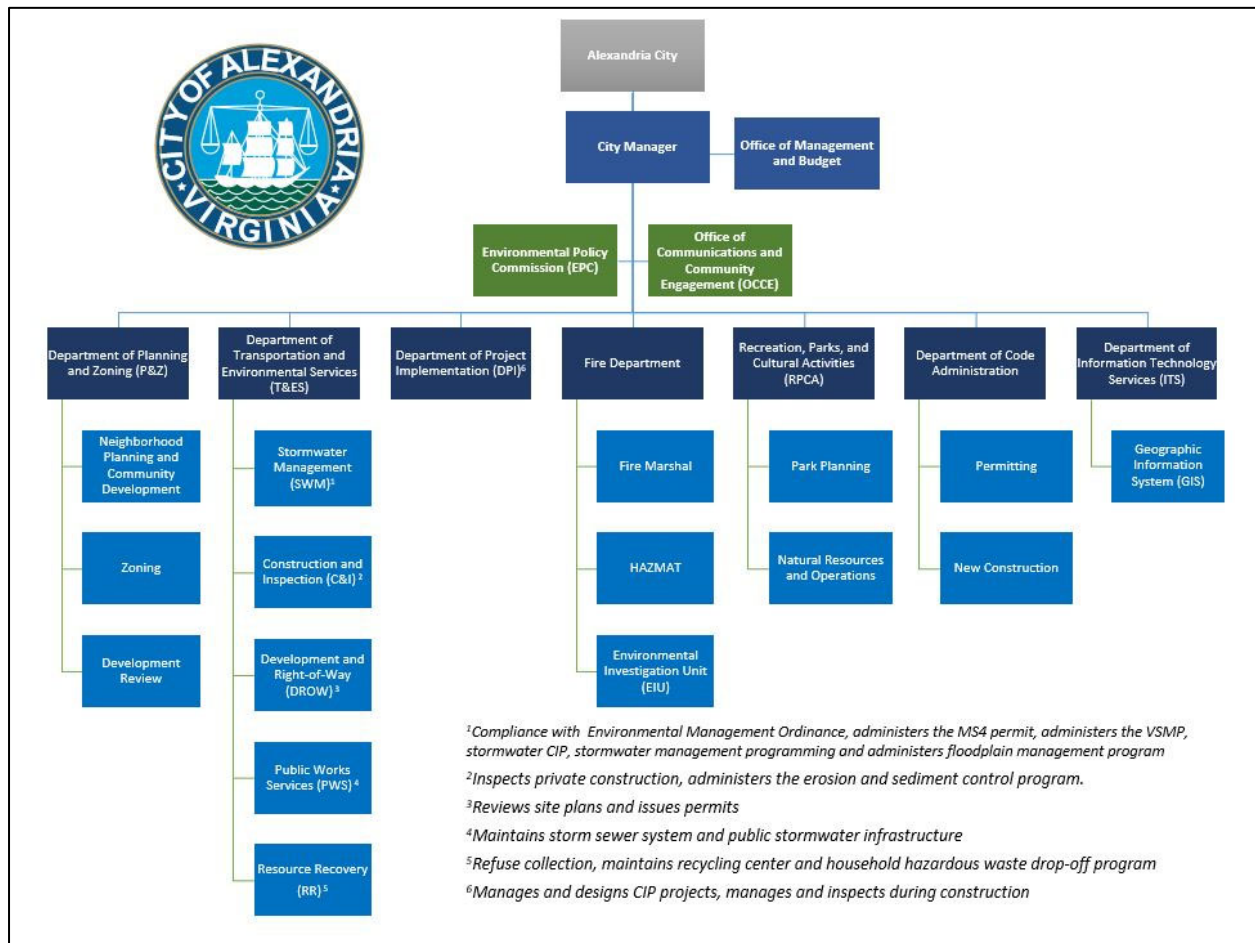 CITY OF ALEXANDRIA
VIRGINIA
Alexandria City
City Manager
Office of Management
and Budget
Environmental Policy
Commission (EPC)
Office of
Communications and
Community
Engagement (OCCE)
Department of Planning
and Zoning (P&Z)
Department of
Transportation and
Environmental Services
(T&ES)
Department of Project
Implementation (DPI)⁶
Fire Department
Recreation, Parks, and
Cultural Activities
(RPCA)
Department of Code
Administration
Department of
Information Technology
Services (ITS)
Neighborhood
Planning and
Community
Development
Zoning
Development
Review
Stormwater
Management
(SWM)¹
Construction and
Inspection (C&I) ²
Development and
Right-of-Way
(DROW) ³
Public Works
Services (PWS) ⁴
Resource Recovery
(RR) ⁵
Fire Marshal
HAZMAT
Environmental
Investigation Unit
(EIU)
Park Planning
Natural Resources
and Operations
Permitting
New Construction
Geographic
Information
System (GIS)
¹Compliance with Environmental Management Ordinance, administers the MS4 permit, administers the VSMP,
stormwater CIP, stormwater management programming and administers floodplain management program
²Inspects private construction, administers the erosion and sediment control program.
³Reviews site plans and issues permits
⁴Maintains storm sewer system and public stormwater infrastructure
⁵Refuse collection, maintains recycling center and household hazardous waste drop-off program
⁶Manages and designs CIP projects, manages and inspects during construction